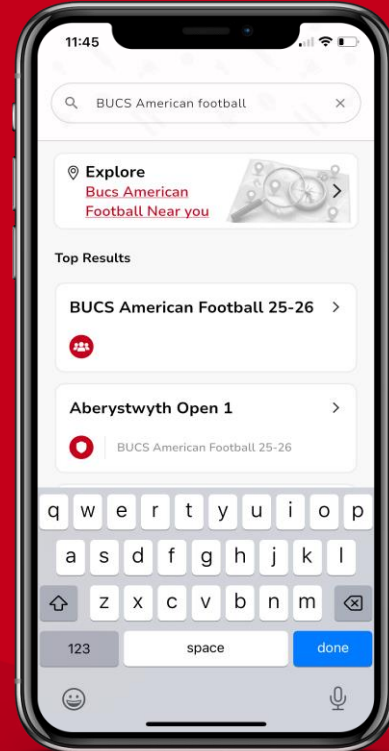 11:45
BUCS American football
Explore
Bucs American
Football Near you
Top Results
BUCS American Football 25-26
Aberystwyth Open 1
BUCS American Football 25-26
q w e r t y u i o p
a s d f g h j k l
z x c v b n m
123 space done